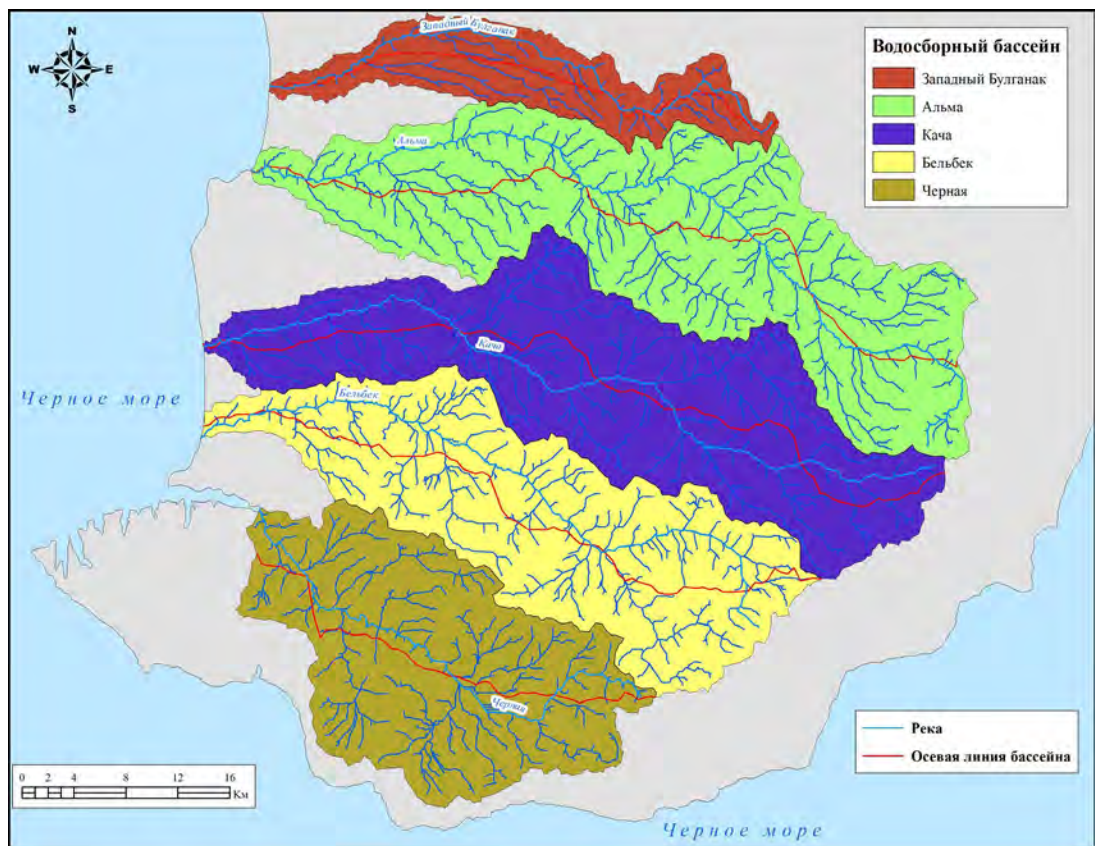 N
W E
S
Западный Булганак
Водосборный бассейн
Западный Булганак
Альма
Кача
Бельбек
Черная
Альма
Кача
Черное море
Бельбек
Черная
Река
Осевая линия бассейна
0 2 4 8 12 16
Км
Черное море